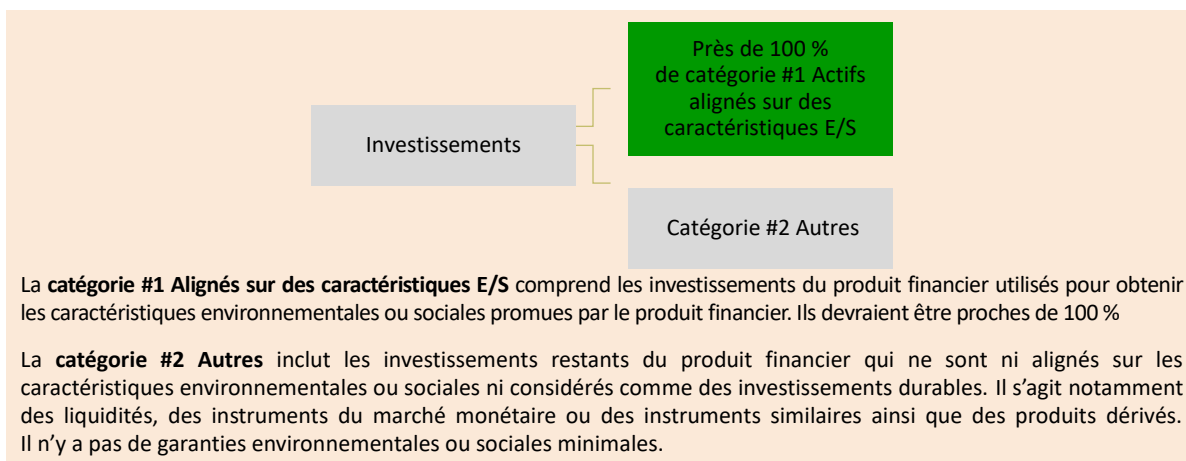 Près de 100 %
de catégorie #1 Actifs
alignés sur des
caractéristiques E/S
Investissements
Catégorie #2 Autres
La catégorie #1 Alignés sur des caractéristiques E/S comprend les investissements du produit financier utilisés pour obtenir
les caractéristiques environnementales ou sociales promues par le produit financier. Ils devraient être proches de 100 %
La catégorie #2 Autres inclut les investissements restants du produit financier qui ne sont ni alignés sur les
caractéristiques environnementales ou sociales ni considérés comme des investissements durables. Il s’agit notamment
des liquidités, des instruments du marché monétaire ou des instruments similaires ainsi que des produits dérivés.
Il n’y a pas de garanties environnementales ou sociales minimales.